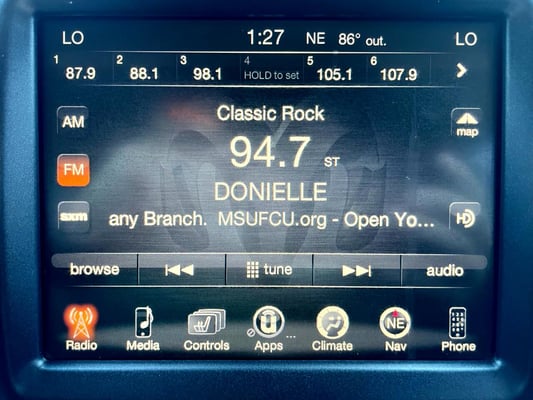 LO 1:27 NE 86° out. LO
1 87.9 2 88.1 3 98.1 4 HOLD to set 5 105.1 6 107.9
AM Classic Rock map
94.7 ST
FM
DONIELLE
sxm any Branch. MSUFCU.org - Open Yo... HD
browse tune audio
Radio Media Controls Apps ... Climate NE Nav Phone